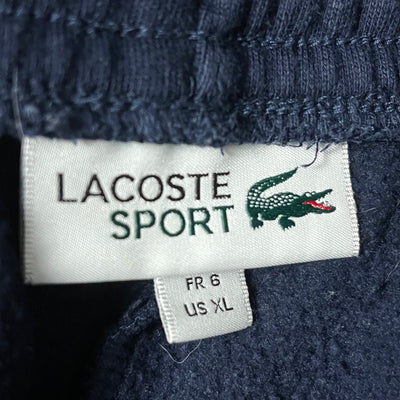 LACOSTE
SPORT
FR 6
US XL